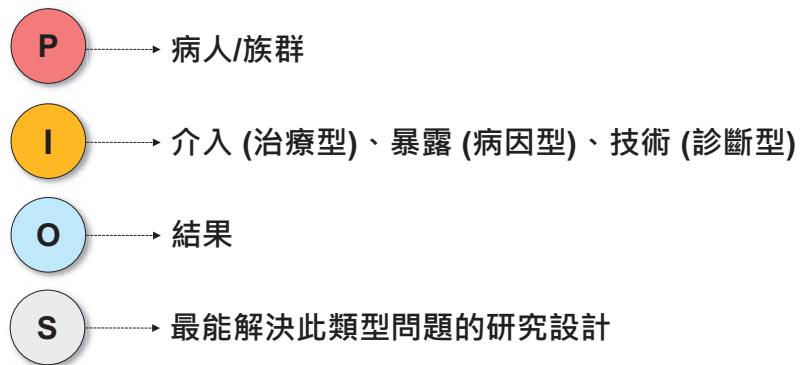 P 病人/族群
I 介入 (治療型)、暴露 (病因型)、技術 (診斷型)
O 結果
S 最能解決此類型問題的研究設計